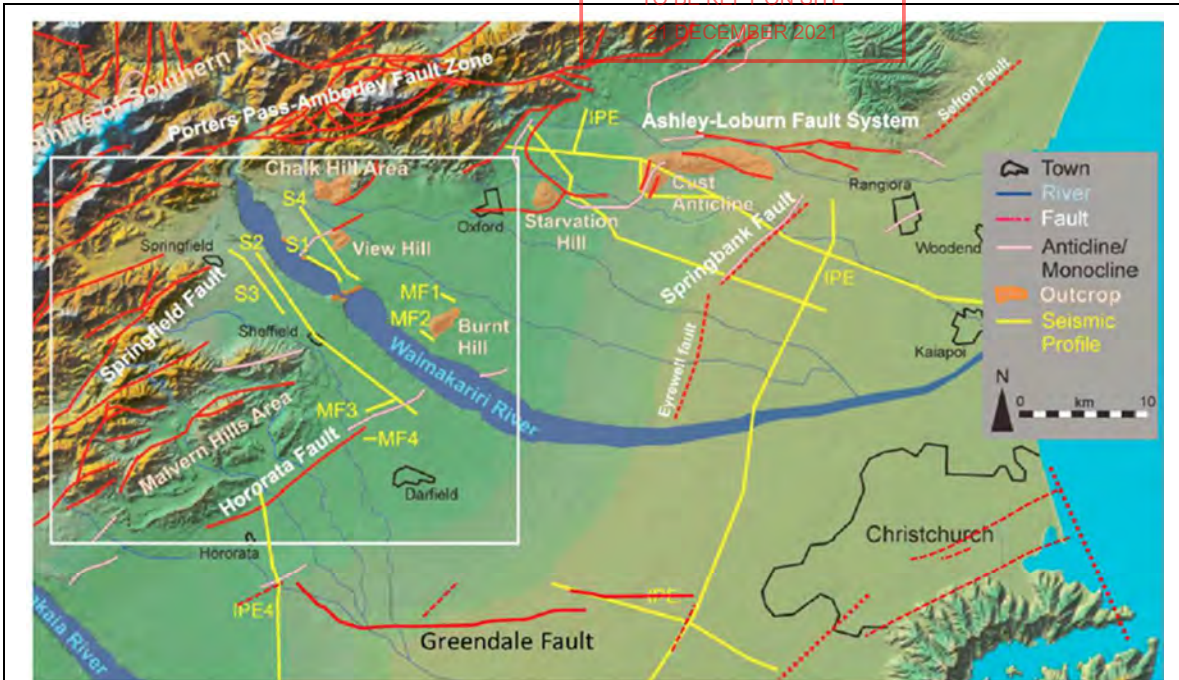 21 DECEMBER 2021
thills of Southern Alps
Porters Pass-Amberley Fault Zone
IPE
Ashley-Loburn Fault System
Sefton Fault
Chalk Hill Area
S4
Oxford
Starvation
Hill
Cust
Anticline
Rangiora
Woodend
Springfield
S2
S1
View Hill
S3
Springfield Fault
Sheffield
MF1
MF2
Burnt
Hill
Springbank Fault
IPE
Eyrewell fault
Kaiapoi
Waimakariri River
MF3
MF4
Malvern Hills Area
Hororata Fault
Darfield
Hororata
Christchurch
IPE4
IPE
Greendale Fault
akaia River
Town
River
Fault
Anticline/
Monocline
Outcrop
Seismic
Profile
N
km
0 10